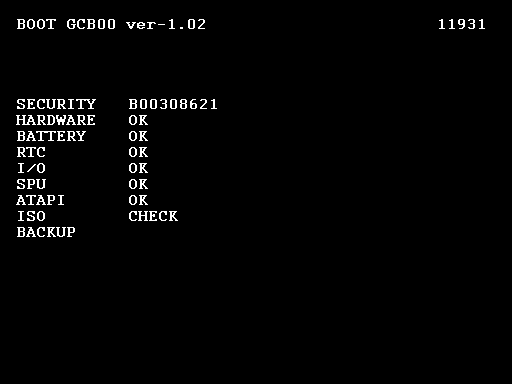 BOOT GCB00 ver-1.02 11931
SECURITY B00308621
HARDWARE OK
BATTERY OK
RTC OK
I/O OK
SPU OK
ATAPI OK
ISO CHECK
BACKUP